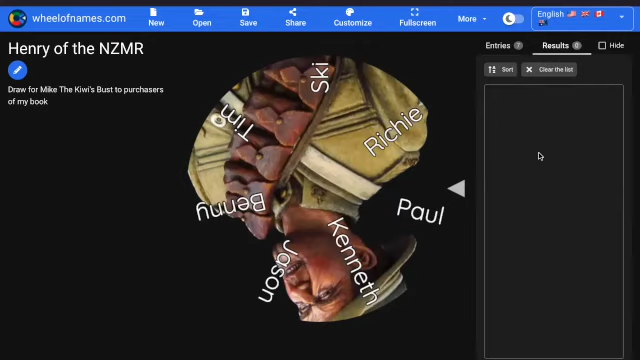 wheelofnames.com
New
Open
Save
Share
Customize
Fullscreen
More
English
Henry of the NZMR
Draw for Mike The Kiwi's Bust to purchasers
of my book
Entries 7
Results 0
Hide
Sort
Clear the list
Ski
Tim
Richie
Benny
Paul
Kenneth
Jason